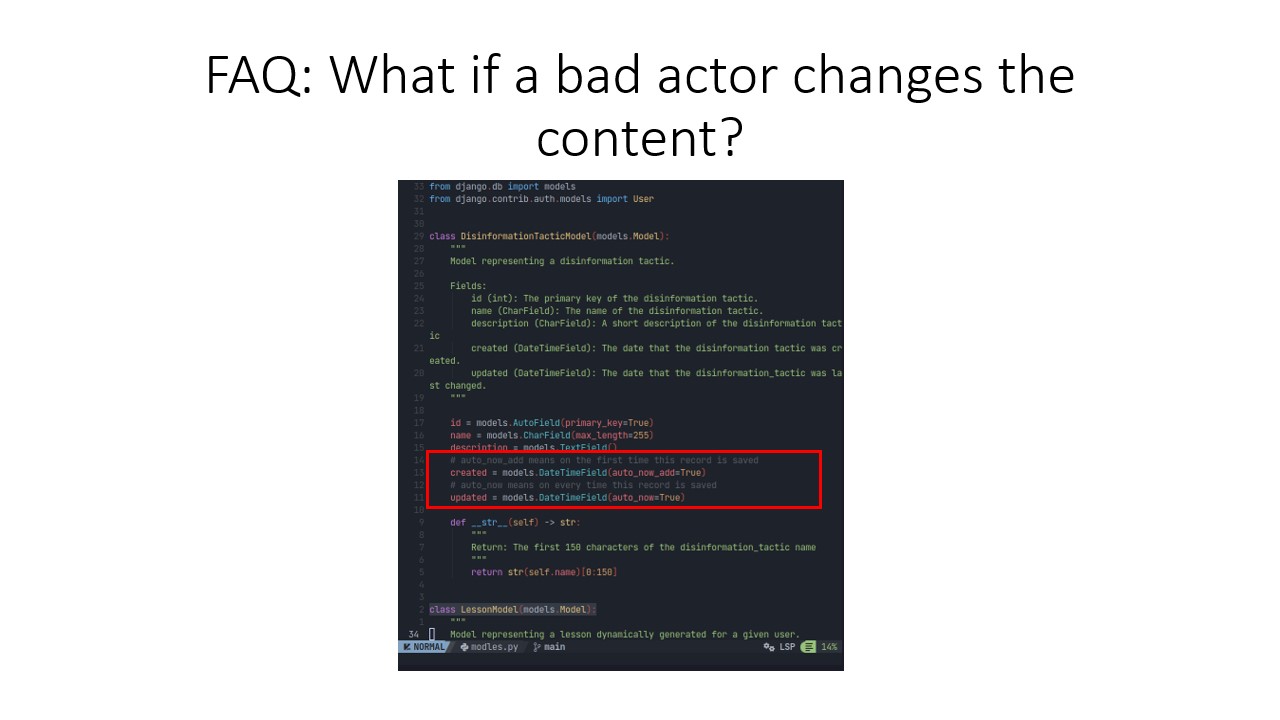 FAQ: What if a bad actor changes the
content?
33 from django.db import models
32 from django.contrib.auth.models import User
31
30
29 class DisinformationTacticModel(models.Model):
28     """
27     Model representing a disinformation tactic.
26
25     Fields:
24         id (int): The primary key of the disinformation tactic.
23         name (CharField): The name of the disinformation tactic.
22         description (CharField): A short description of the disinformation tact
ic
21         created (DateTimeField): The date that the disinformation tactic was cr
eated.
20         updated (DateTimeField): The date that the disinformation_tactic was la
st changed.
19     """
18
17     id = models.AutoField(primary_key=True)
16     name = models.CharField(max_length=255)
15     description = models.TextField()
14     # auto_now_add means on the first time this record is saved
13     created = models.DateTimeField(auto_now_add=True)
12     # auto_now means on every time this record is saved
11     updated = models.DateTimeField(auto_now=True)
10
9     def __str__(self) -> str:
8         """
7         Return: The first 150 characters of the disinformation_tactic name
6         """
5         return str(self.name)[0:150]
4
3
2 class LessonModel(models.Model):
1     """
34     Model representing a lesson dynamically generated for a given user.
NORMAL modles.py main LSP 14%